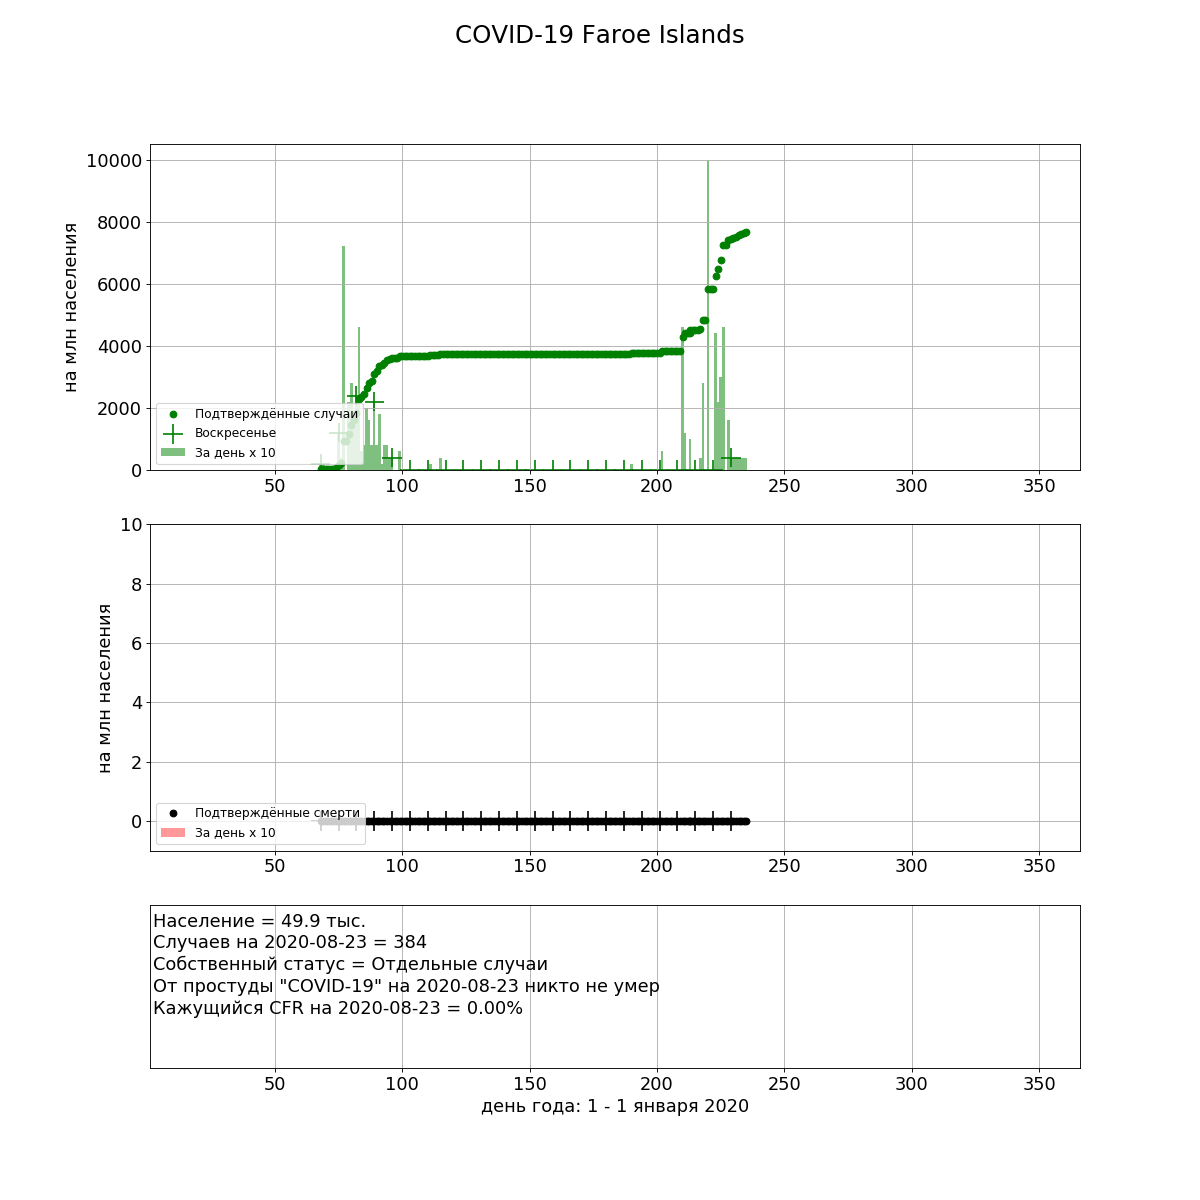 COVID-19 Faroe Islands
10000
8000
6000
4000
2000
0
на млн населения
Подтверждённые случаи
Воскресенье
За день x 10
50 100 150 200 250 300 350
10
8
6
4
2
0
на млн населения
Подтверждённые смерти
За день x 10
50 100 150 200 250 300 350
Население = 49.9 тыс.
Случаев на 2020-08-23 = 384
Собственный статус = Отдельные случаи
От простуды "COVID-19" на 2020-08-23 никто не умер
Кажущийся CFR на 2020-08-23 = 0.00%
50 100 150 200 250 300 350
день года: 1 - 1 января 2020